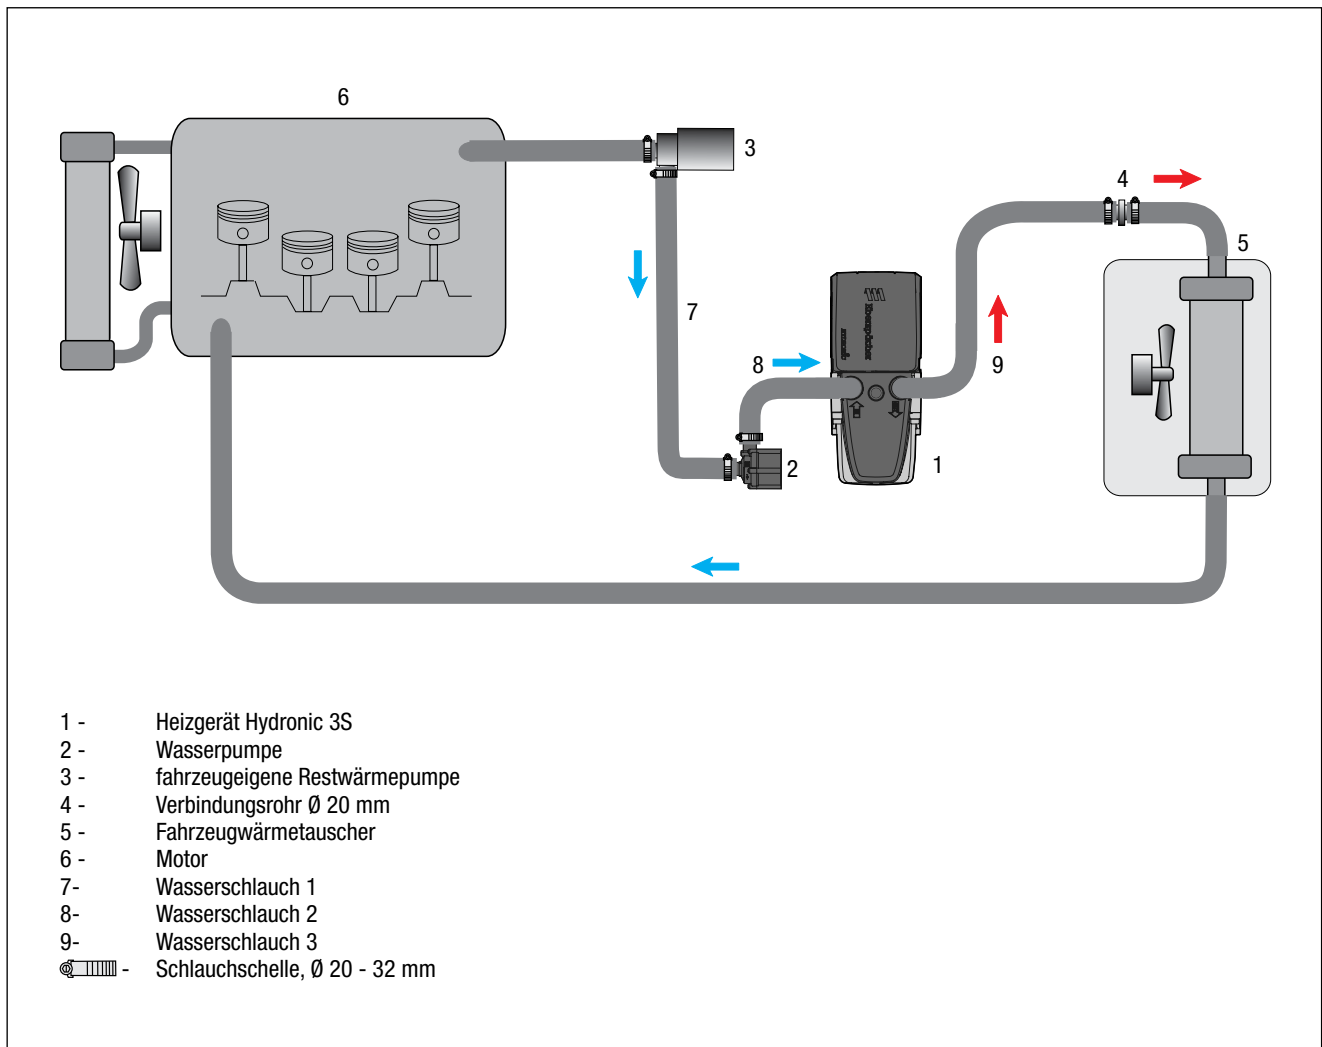 6
3
4
5
7
8
9
Eberspächer
2
1
1 - Heizgerät Hydronic 3S
2 - Wasserpumpe
3 - fahrzeugeigene Restwärmepumpe
4 - Verbindungsrohr Ø 20 mm
5 - Fahrzeugwärmetauscher
6 - Motor
7- Wasserschlauch 1
8- Wasserschlauch 2
9- Wasserschlauch 3
- Schlauchschelle, Ø 20 - 32 mm